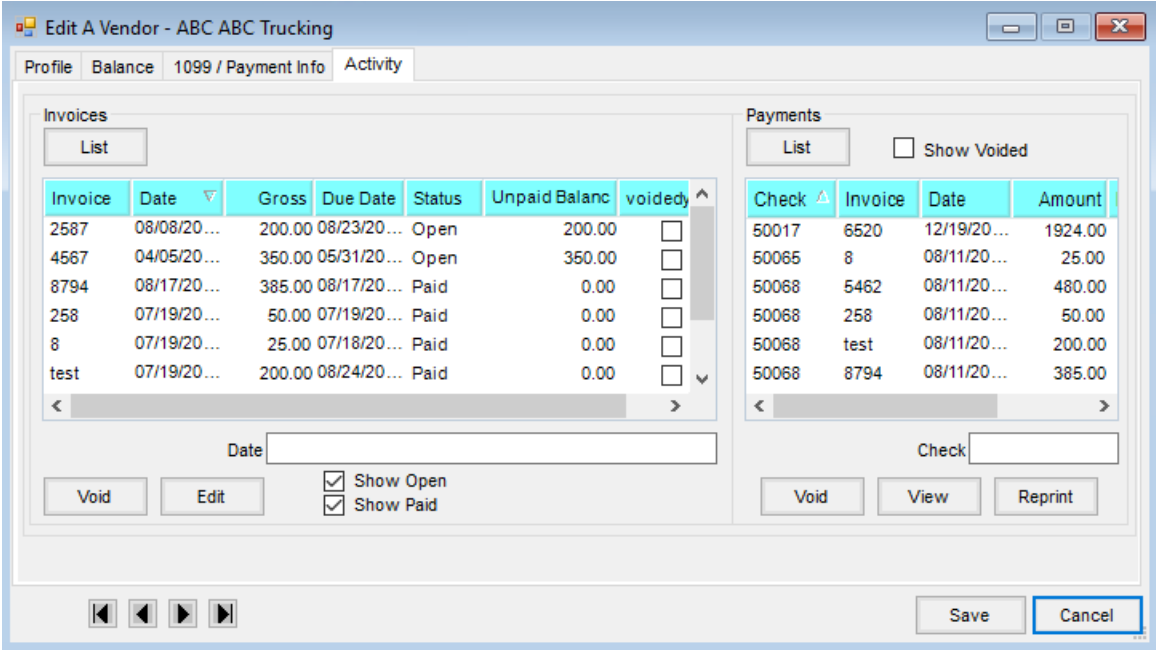 Edit A Vendor - ABC ABC Trucking
Profile Balance 1099 / Payment Info Activity
Invoices
List
Invoice Date Gross Due Date Status Unpaid Balanc voidedy
2587 08/08/20... 200.00 08/23/20... Open 200.00
4567 04/05/20... 350.00 05/31/20... Open 350.00
8794 08/17/20... 385.00 08/17/20... Paid 0.00
258 07/19/20... 50.00 07/19/20... Paid 0.00
8 07/19/20... 25.00 07/18/20... Paid 0.00
test 07/19/20... 200.00 08/24/20... Paid 0.00
Date
Void Edit
Show Open
Show Paid
Payments
List Show Voided
Check Invoice Date Amount
50017 6520 12/19/20... 1924.00
50065 8 08/11/20... 25.00
50068 5462 08/11/20... 480.00
50068 258 08/11/20... 50.00
50068 test 08/11/20... 200.00
50068 8794 08/11/20... 385.00
Check
Void View Reprint
Save Cancel